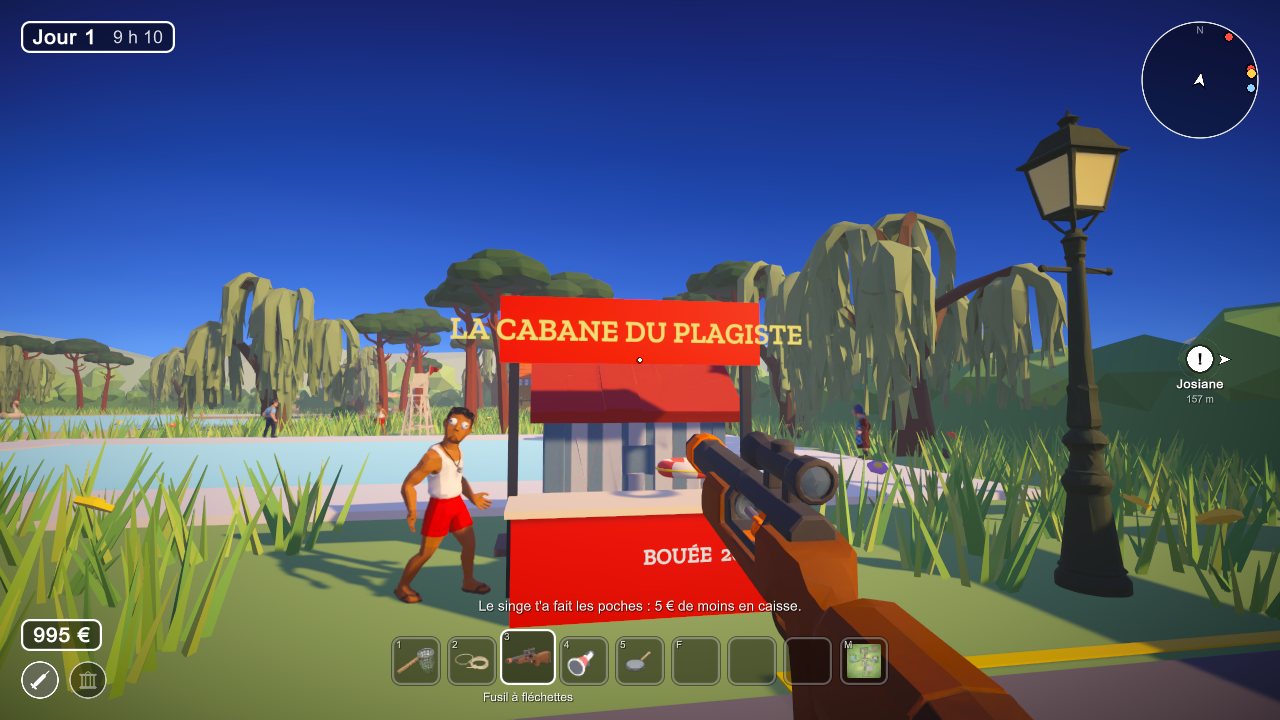 Jour 1 9 h 10
N
LA CABANE DU PLAGISTE
!
Josiane
157 m
BOUÉE
Le singe t'a fait les poches : 5 € de moins en caisse.
995 €
1 2 3 4 5 F M
Fusil à fléchettes